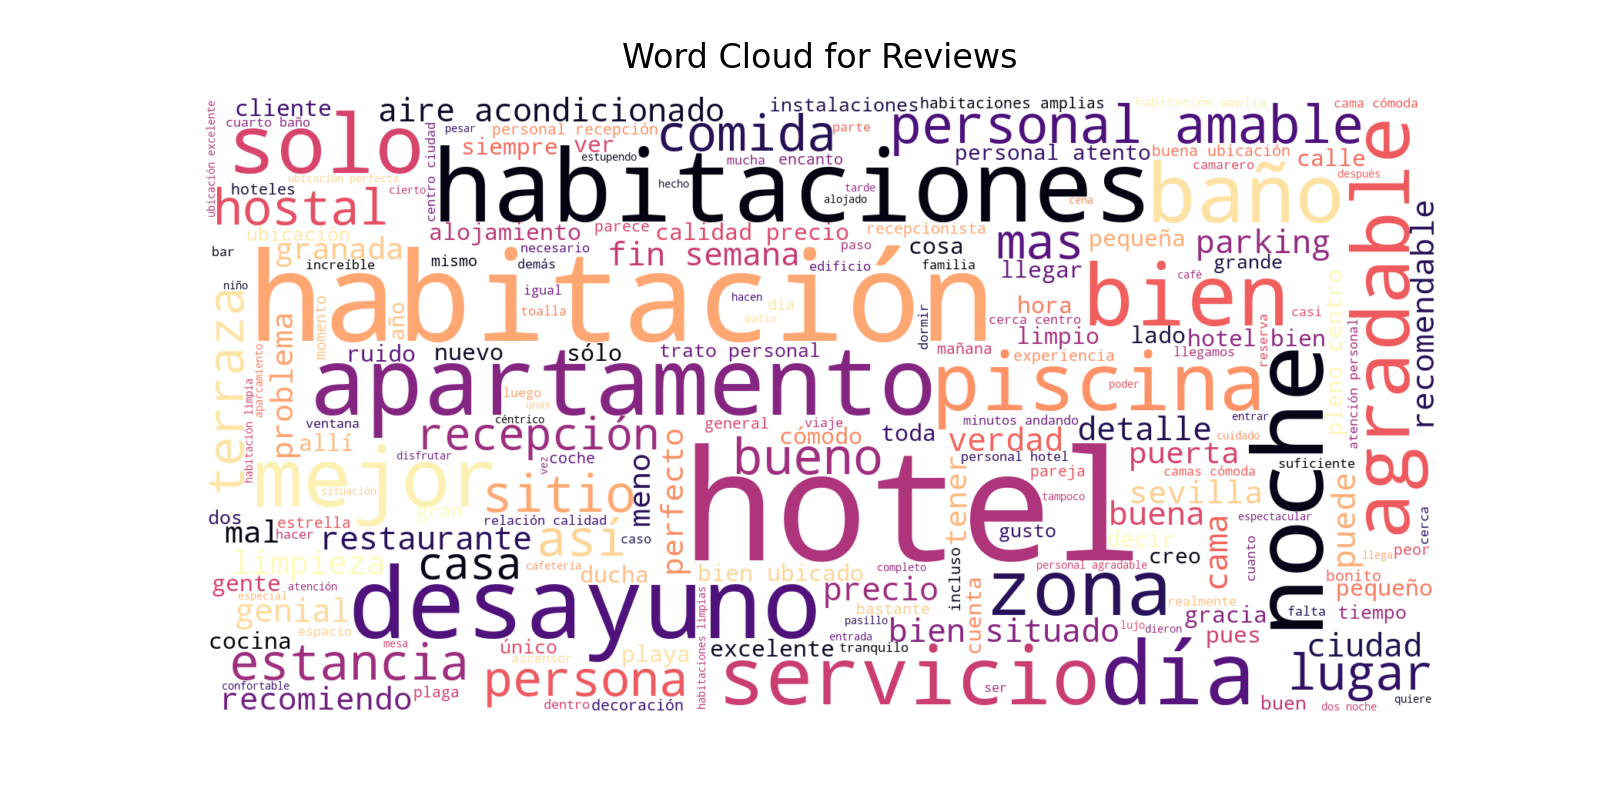 Word Cloud for Reviews
cliente
aire acondicionado
instalaciones
habitaciones amplias
habitación amplia
cama cómoda
cuarto baño
solo
pesar
personal recepción
comida
parte
personal amable
siempre
ver
estupendo
mucha
encanto
personal atento
buena ubicación
calle
camarero
después
ubicación excelente
ubicación perfecta
hoteles
cierto
centro ciudad
habitaciones
hecho
tarde
alojado
cena
baño
agradable
hostal
ubicación
granada
alojamiento
parece
calidad precio
recepcionista
mas
pequeña
parking
recomendable
bar
increíble
mismo
necesario
demás
fin semana
paso
edificio
cosa
familia
llegar
grande
niño
habitación
igual
toalla
hacen
día
patio
dormir
hora
cerca centro
bien
café
casi
terraza
problema
momento
año
ruido
nuevo
sólo
trato personal
mañana
limpio
lado
hotel bien
experiencia
llegamos
reserva
pleno centro
atención personal
aparcamiento
habitación limpia
apartamento
luego
unas
piscina
poder
noche
ventana
céntrico
general
viaje
minutos andando
entrar
allí
recepción
cómodo
toda
verdad
detalle
cuidado
disfrutar
vez
coche
bueno
personal hotel
pareja
puerta
camas cómoda
suficiente
mejor
situación
gran
sitio
meno
perfecto
hotel
tener
tampoco
sevilla
puede
dos
mal
estrella
hacer
relación calidad
caso
gusto
buena
espectacular
cerca
restaurante
así
decir
creo
cama
cuanto
peor
llega
limpieza
casa
cafetería
ducha
bien ubicado
completo
personal agradable
bonito
gente
atención
especial
desayuno
precio
incluso
cuenta
zona
realmente
pequeño
genial
espacio
habitaciones limpias
bastante
pasillo
gracia
falta
tiempo
cocina
mesa
único
ascensor
playa
excelente
entrada
tranquilo
bien situado
lujo
dieron
pues
ciudad
estancia
confortable
recomiendo
plaga
persona
dentro
decoración
servicio
ser
día
buen
lugar
dos noche
quiere